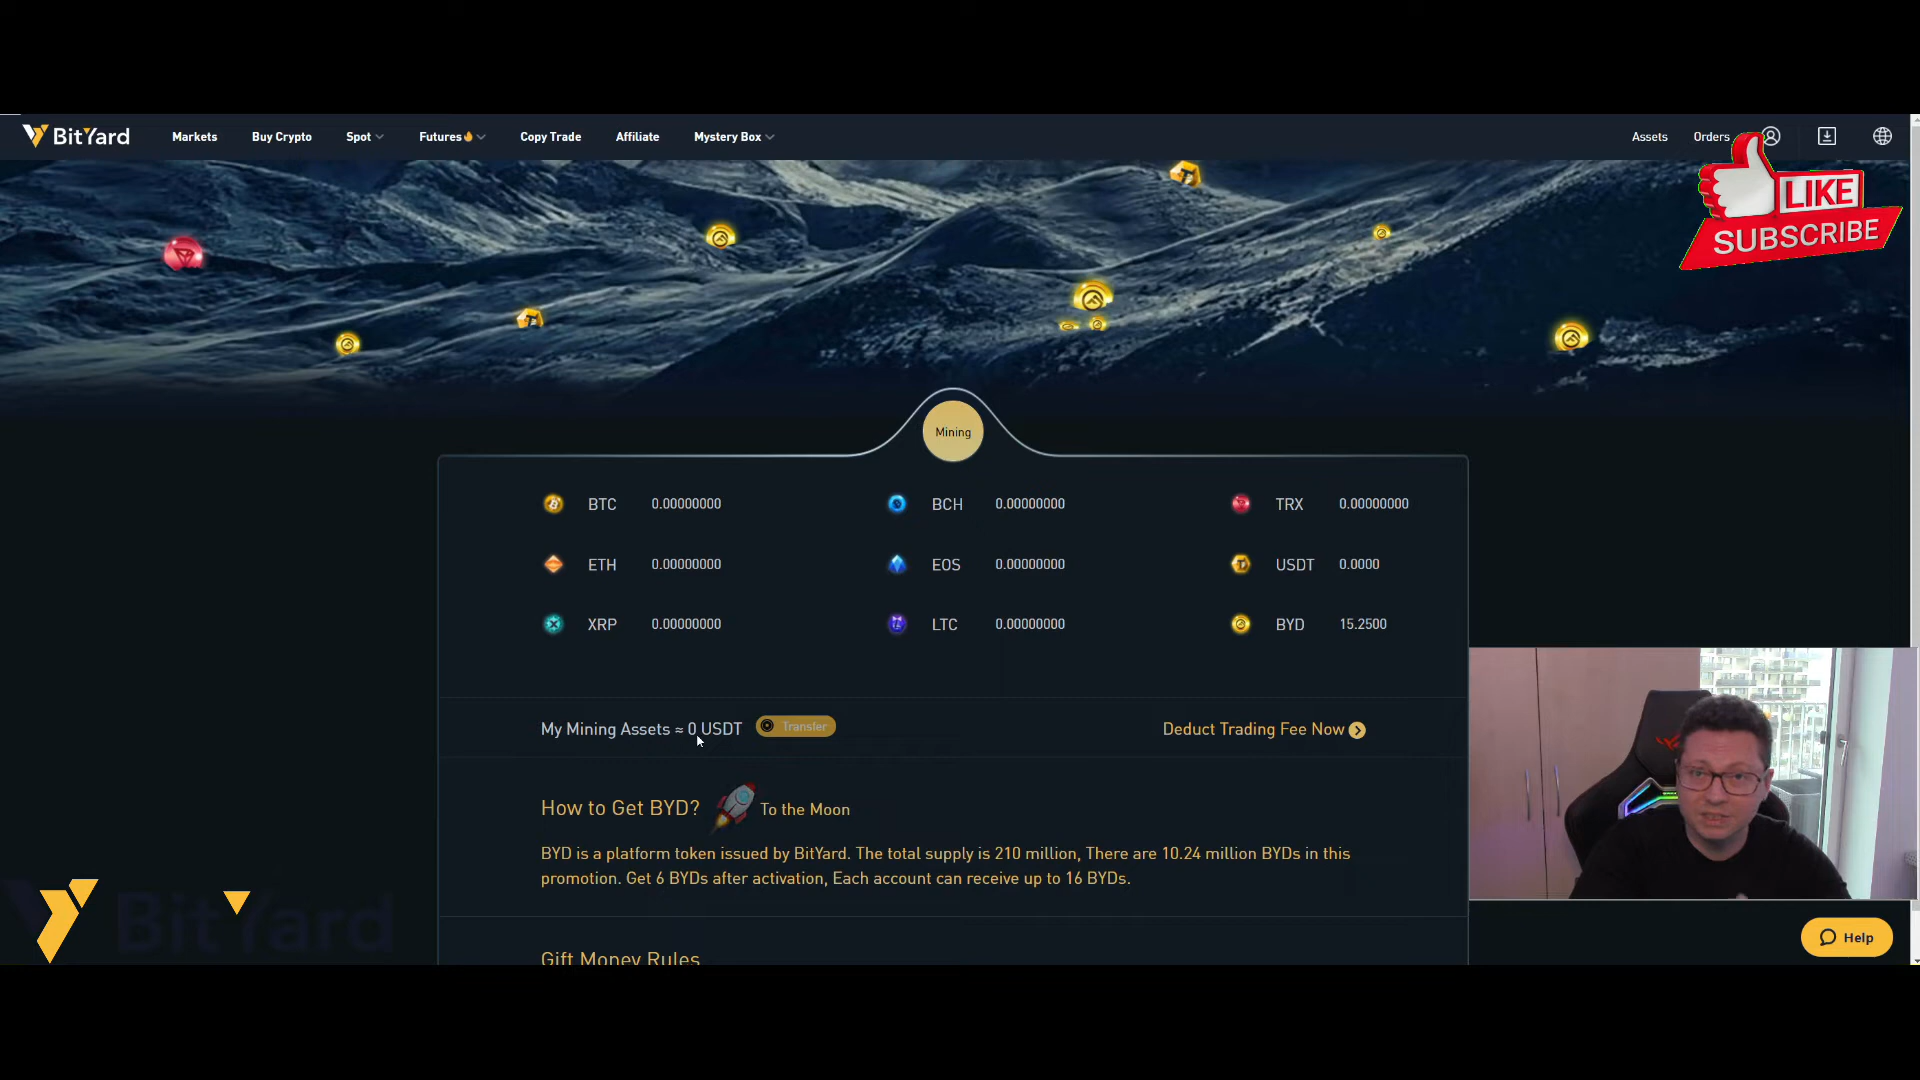 BitYard Markets Buy Crypto Spot Futures Copy Trade Affiliate Mystery Box Assets Orders
LIKE
SUBSCRIBE
Mining
BTC 0.00000000 BCH 0.00000000 TRX 0.00000000
ETH 0.00000000 EOS 0.00000000 USDT 0.0000
XRP 0.00000000 LTC 0.00000000 BYD 15.2500
My Mining Assets ≈ 0 USDT Transfer Deduct Trading Fee Now
How to Get BYD? To the Moon
BYD is a platform token issued by BitYard. The total supply is 210 million, There are 10.24 million BYDs in this
promotion. Get 6 BYDs after activation, Each account can receive up to 16 BYDs.
BitYard
Help
Gift Money Rules